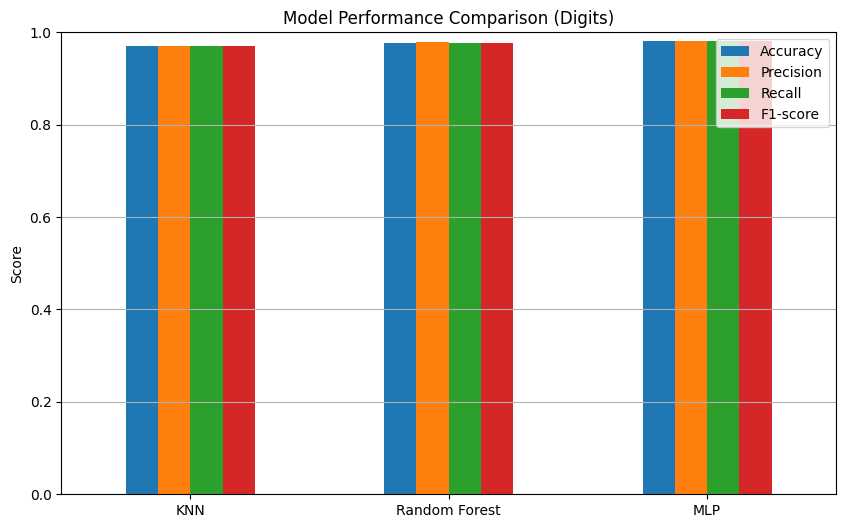 Model Performance Comparison (Digits)
1.0
0.8
0.6
0.4
0.2
0.0
Score
Accuracy
Precision
Recall
F1-score
KNN
Random Forest
MLP